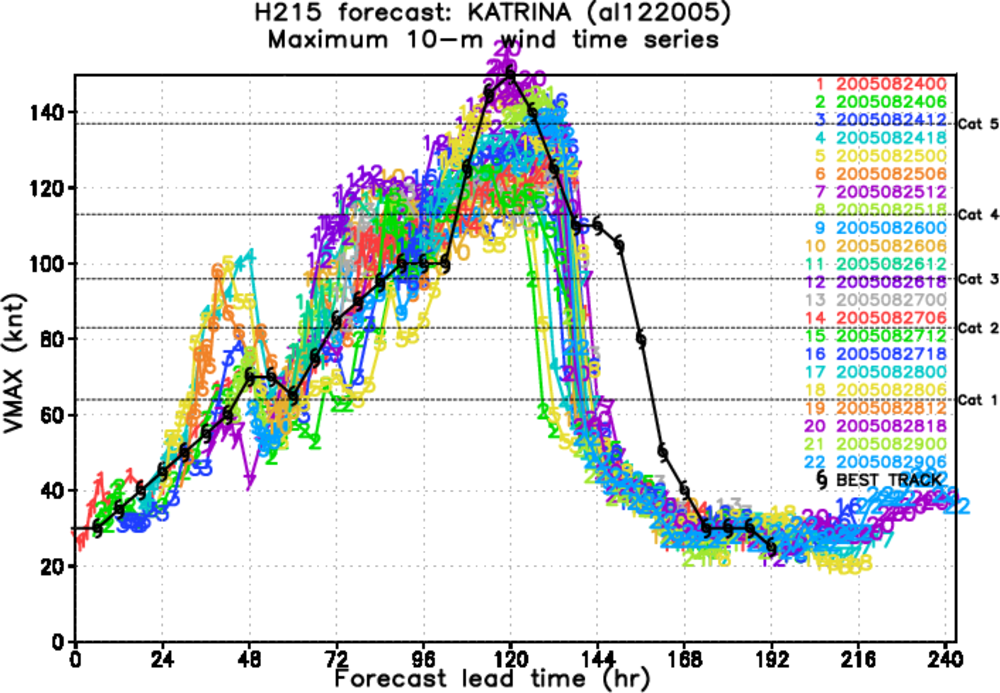 H215 forecast: KATRINA (al122005)
Maximum 10-m wind time series
VMAX (knt)
140
120
100
80
60
40
20
0
Cat 5
Cat 4
Cat 3
Cat 2
Cat 1
1 2005082400
2 2005082406
3 2005082412
4 2005082418
5 2005082500
6 2005082506
7 2005082512
8 2005082518
9 2005082600
10 2005082606
11 2005082612
12 2005082618
13 2005082700
14 2005082706
15 2005082712
16 2005082718
17 2005082800
18 2005082806
19 2005082812
20 2005082818
21 2005082900
22 2005082906
BEST TRACK
0 24 48 72 96 120 144 168 192 216 240
Forecast lead time (hr)